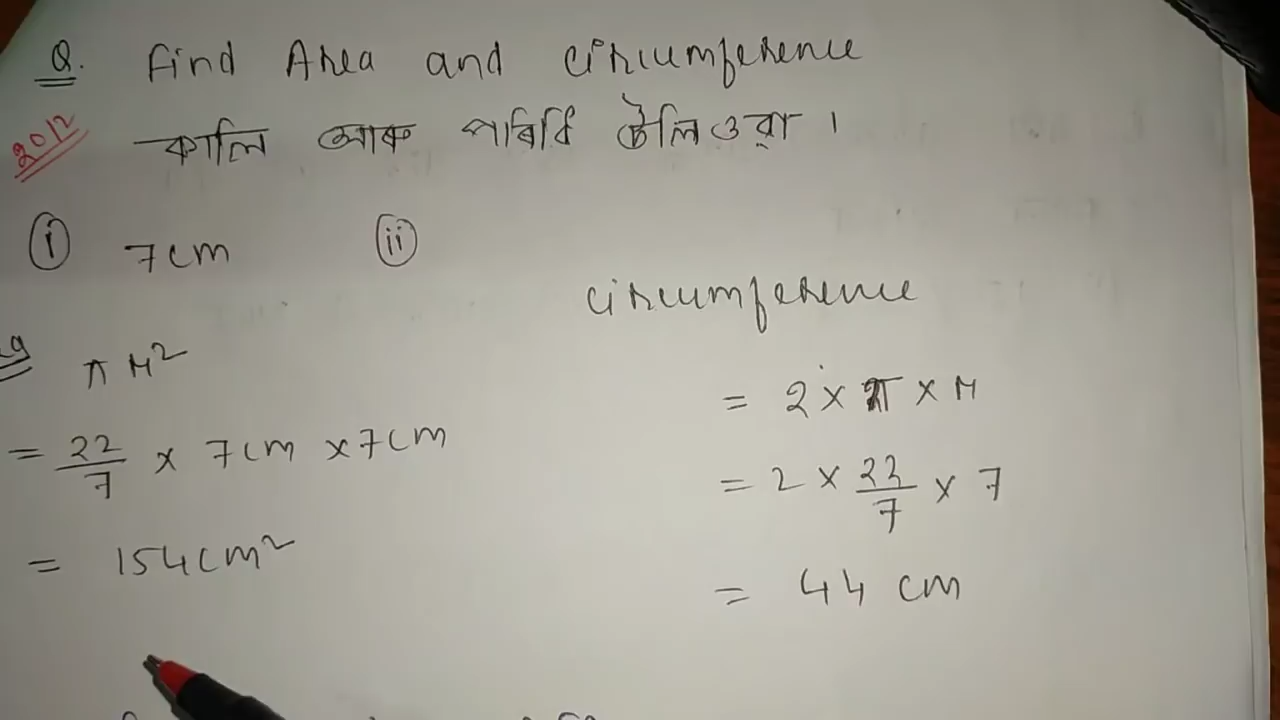 Q. Find Area and circumference
2012
কালি আৰু পৰিধি উলিওৱা ।
i 7cm ii
πr²
= 22/7 × 7cm × 7cm
= 154cm²
circumference
= 2 × π × r
= 2 × 22/7 × 7
= 44 cm